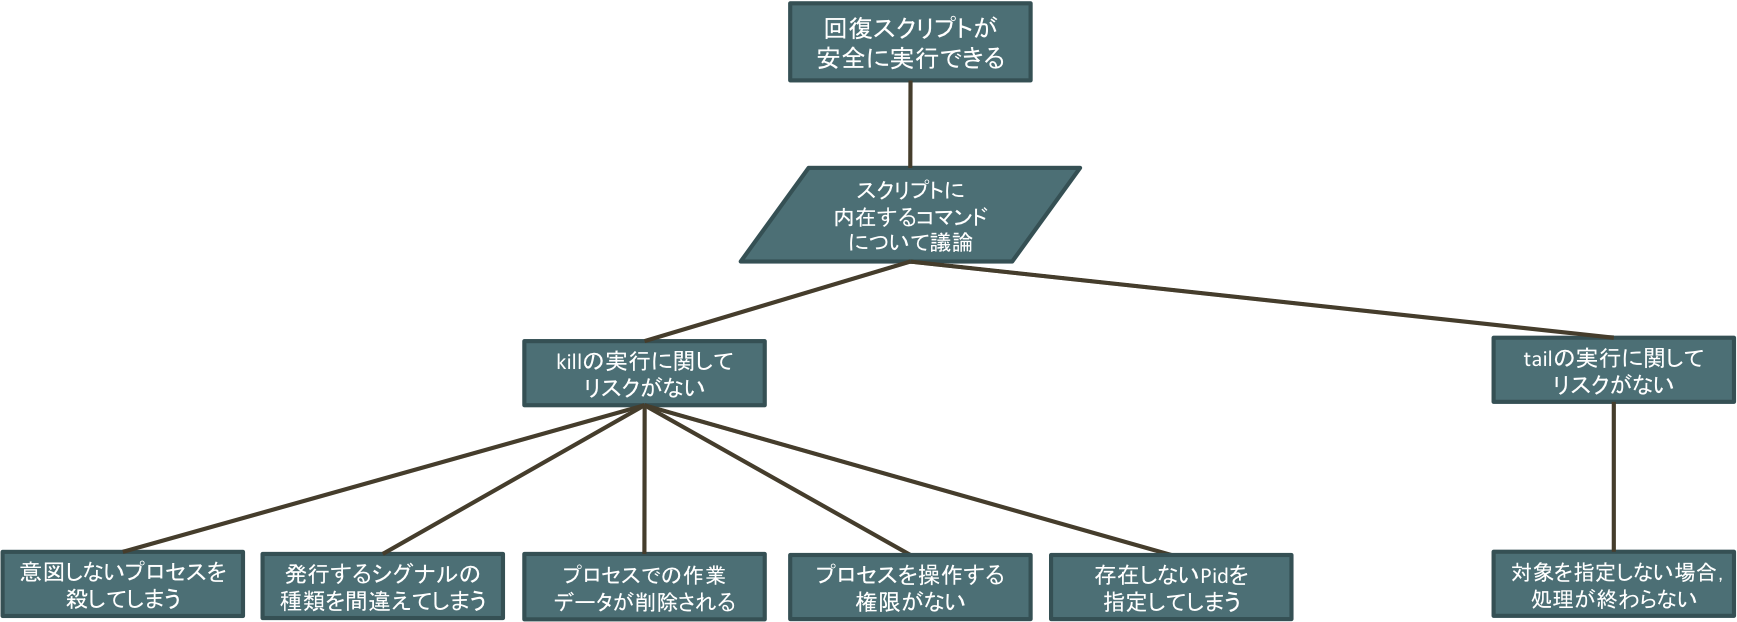 回復スクリプトが
安全に実行できる
スクリプトに
内在するコマンド
について議論
killの実行に関して
リスクがない
tailの実行に関して
リスクがない
意図しないプロセスを
殺してしまう
発行するシグナルの
種類を間違えてしまう
プロセスでの作業
データが削除される
プロセスを操作する
権限がない
存在しないPidを
指定してしまう
対象を指定しない場合,
処理が終わらない